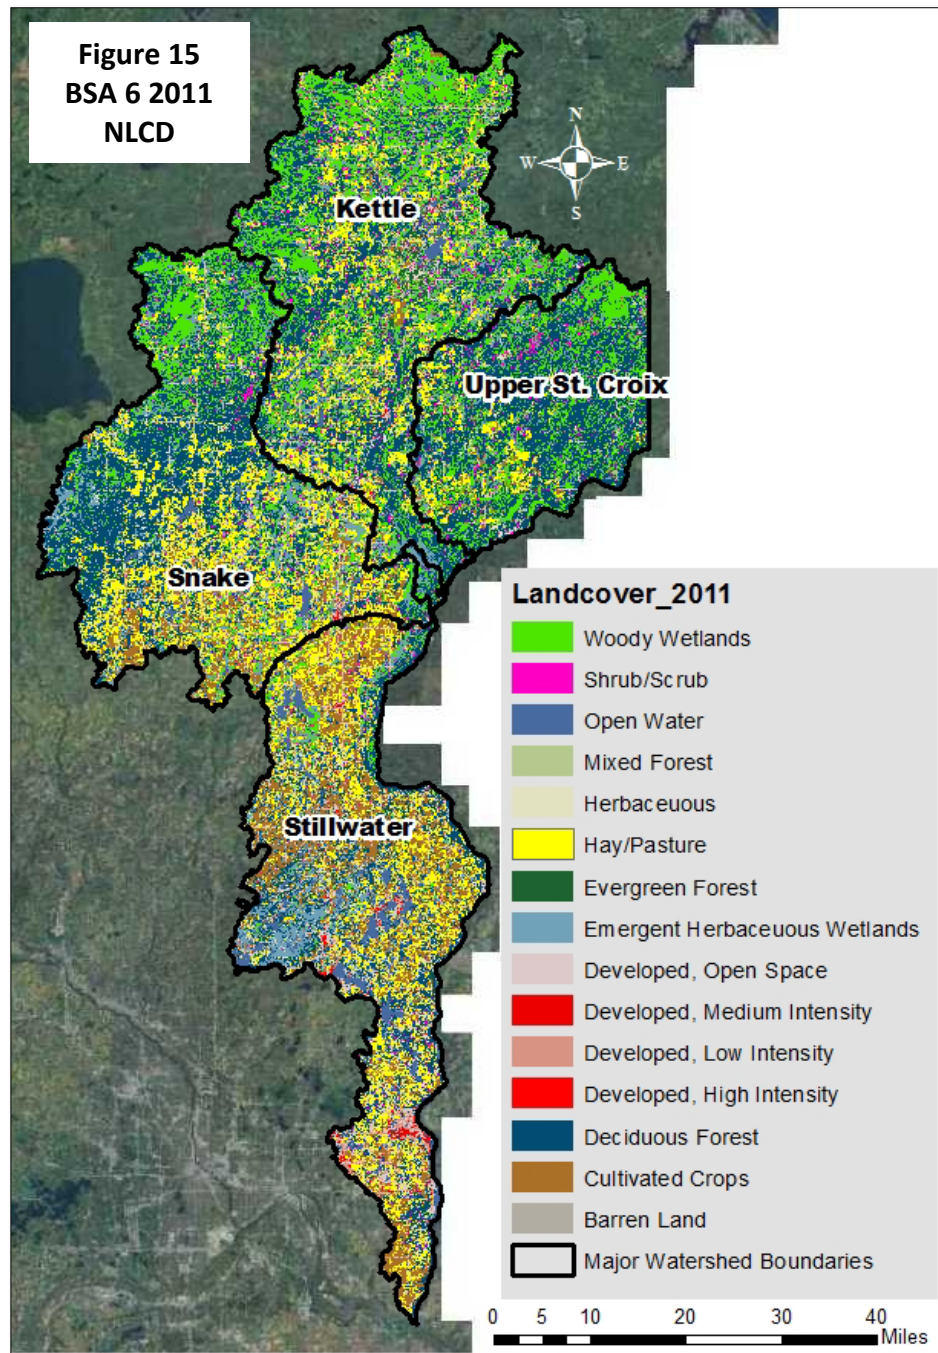 Figure 15
BSA 6 2011
NLCD
N
W E
S
Kettle
Upper St. Croix
Snake
Stillwater
Landcover_2011
Woody Wetlands
Shrub/Scrub
Open Water
Mixed Forest
Herbaceuous
Hay/Pasture
Evergreen Forest
Emergent Herbaceuous Wetlands
Developed, Open Space
Developed, Medium Intensity
Developed, Low Intensity
Developed, High Intensity
Deciduous Forest
Cultivated Crops
Barren Land
Major Watershed Boundaries
0 5 10 20 30 40
Miles